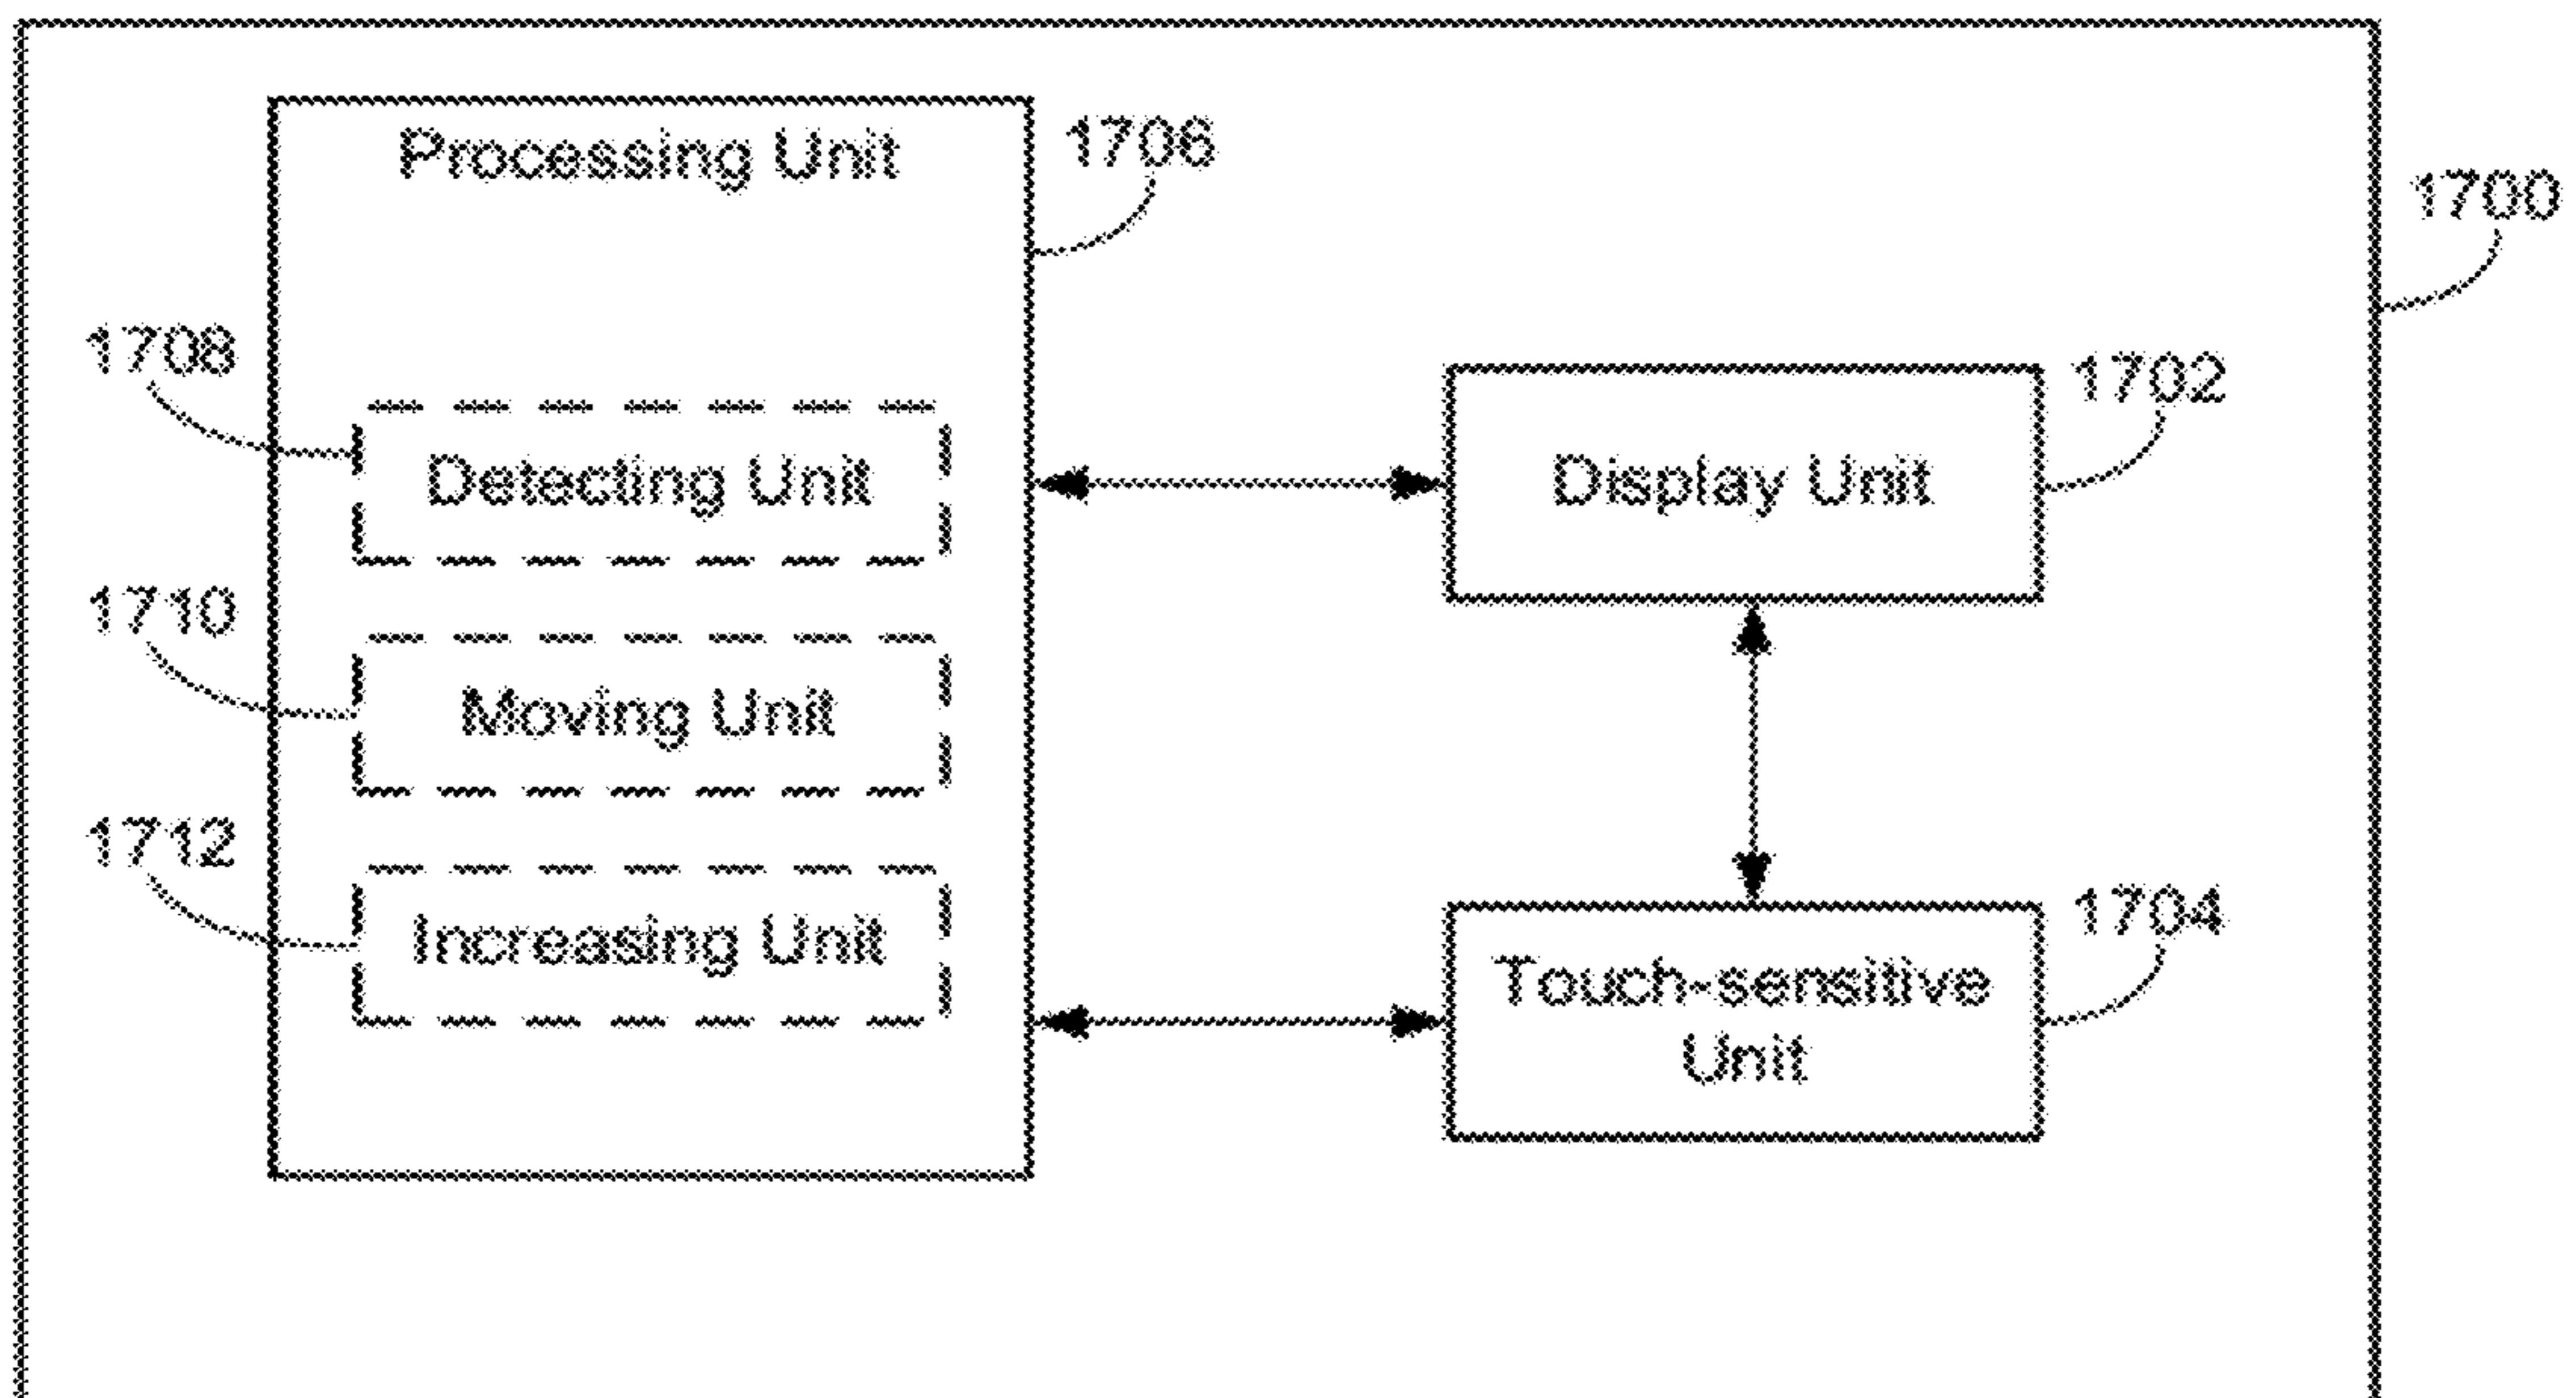 Processing Unit
1706
1700
1708
1702
Detecting Unit
Display Unit
1710
Moving Unit
1712
1704
Increasing Unit
Touch-sensitive
Unit